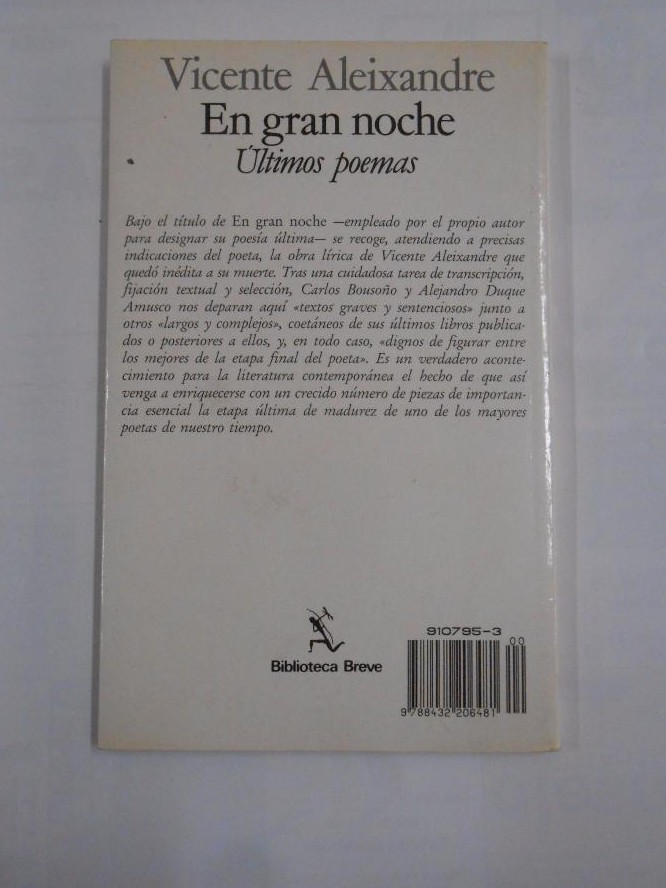 Vicente Aleixandre
En gran noche
Últimos poemas
Bajo el título de En gran noche —empleado por el propio autor
para designar su poesía última— se recoge, atendiendo a precisas
indicaciones del poeta, la obra lírica de Vicente Aleixandre que
quedó inédita a su muerte. Tras una cuidadosa tarea de transcripción,
fijación textual y selección, Carlos Bousoño y Alejandro Duque
Amusco nos deparan aquí «textos graves y sentenciosos» junto a
otros «largos y complejos», coetáneos de sus últimos libros publica-
dos o posteriores a ellos, y, en todo caso, «dignos de figurar entre
los mejores de la etapa final del poeta». Es un verdadero aconte-
cimiento para la literatura contemporánea el hecho de que así
venga a enriquecerse con un crecido número de piezas de importan-
cia esencial la etapa última de madurez de uno de los mayores
poetas de nuestro tiempo.
Biblioteca Breve
910795-3
00
9 788432 206481